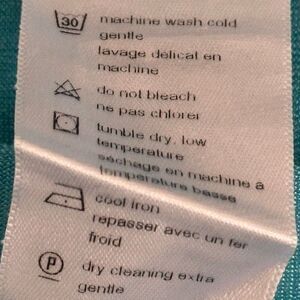 30 machine wash cold
gentle
lavage délicat en
machine
do not bleach
ne pas chlorer
tumble dry, low
temperature
séchage en machine à
température basse
cool iron
repasser avec un fer
froid
P dry cleaning extra
gentle